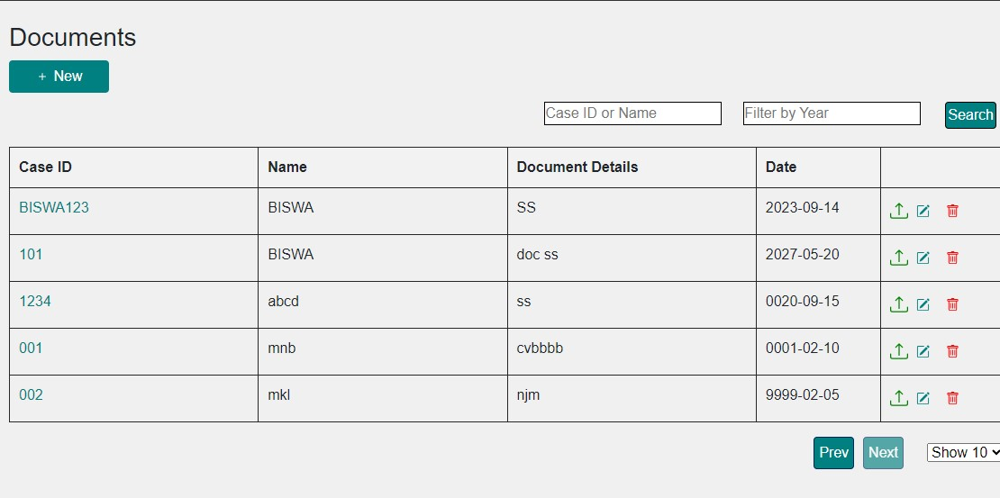 Documents
+ New
Case ID or Name Filter by Year Search
Case ID Name Document Details Date
BISWA123 BISWA SS 2023-09-14
101 BISWA doc ss 2027-05-20
1234 abcd ss 0020-09-15
001 mnb cvbbbb 0001-02-10
002 mkl njm 9999-02-05
Prev Next Show 10